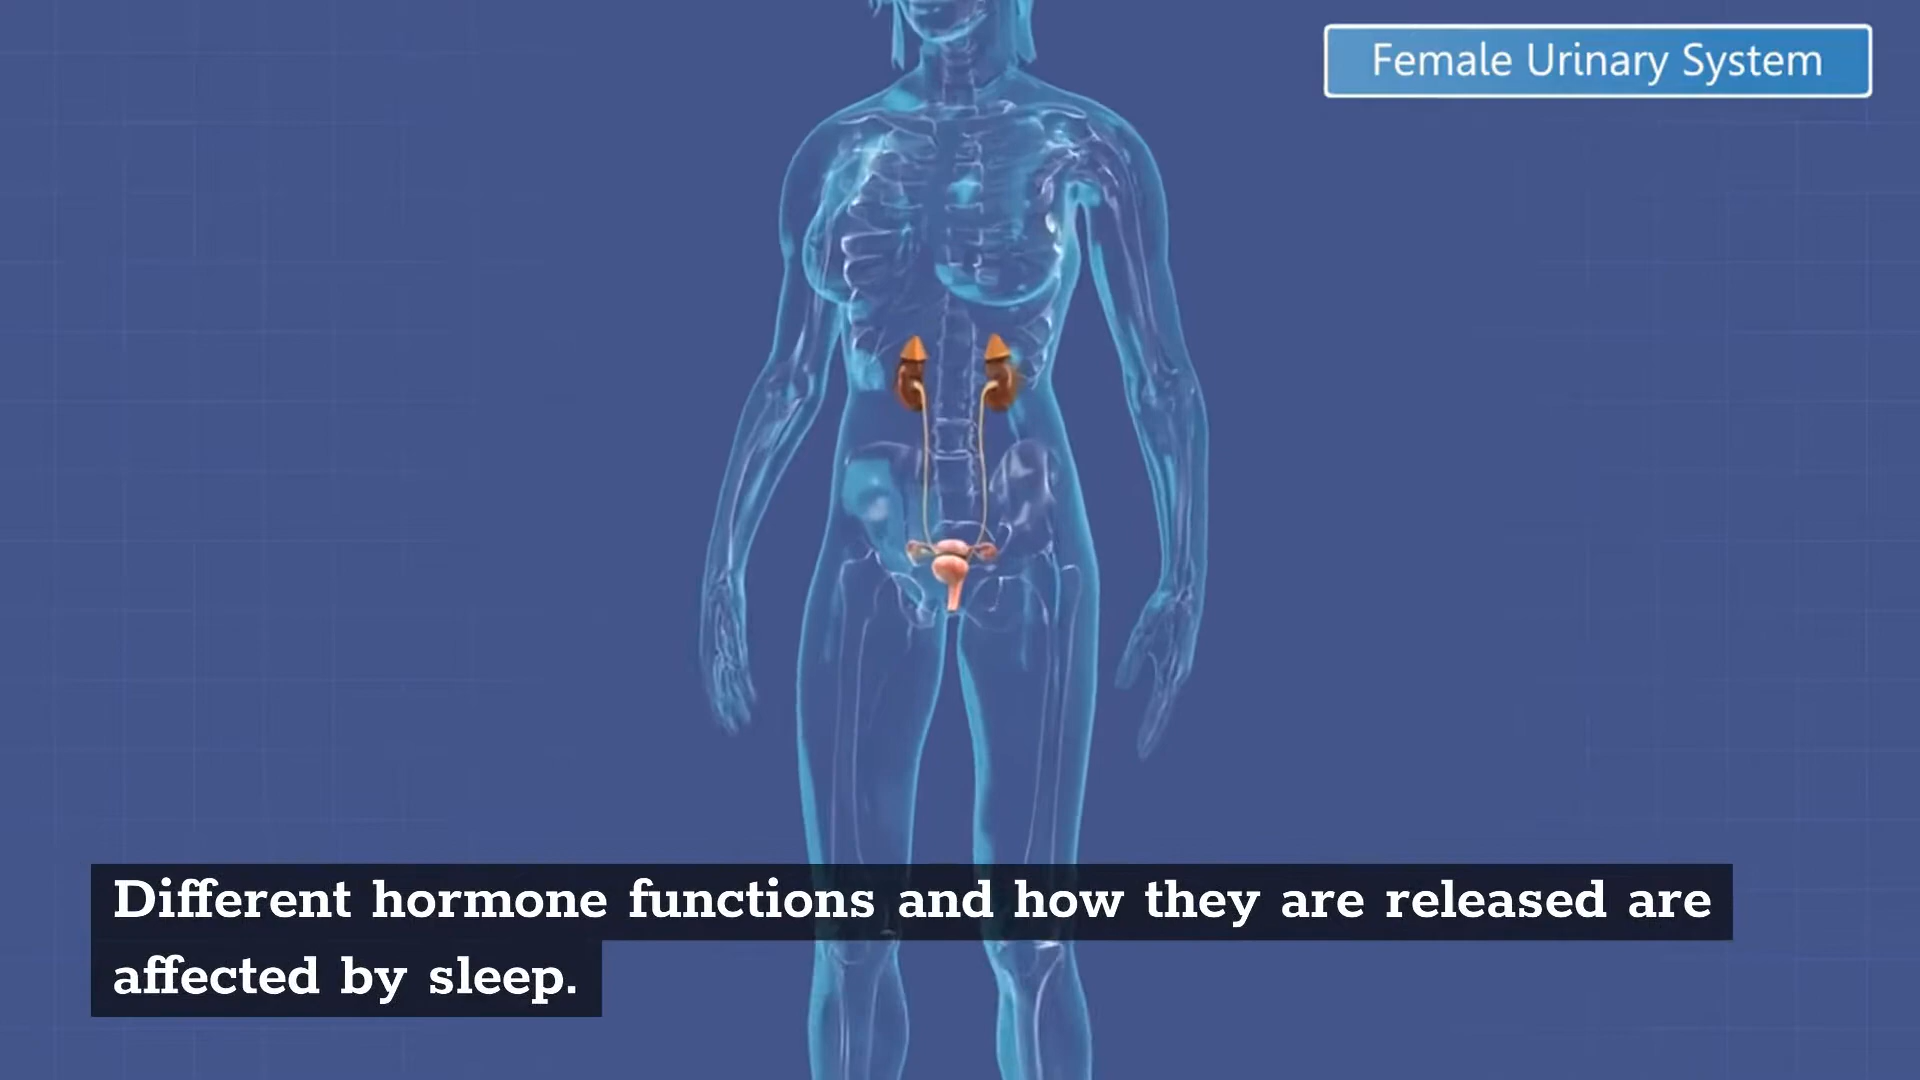 Female Urinary System
Different hormone functions and how they are released are
affected by sleep.